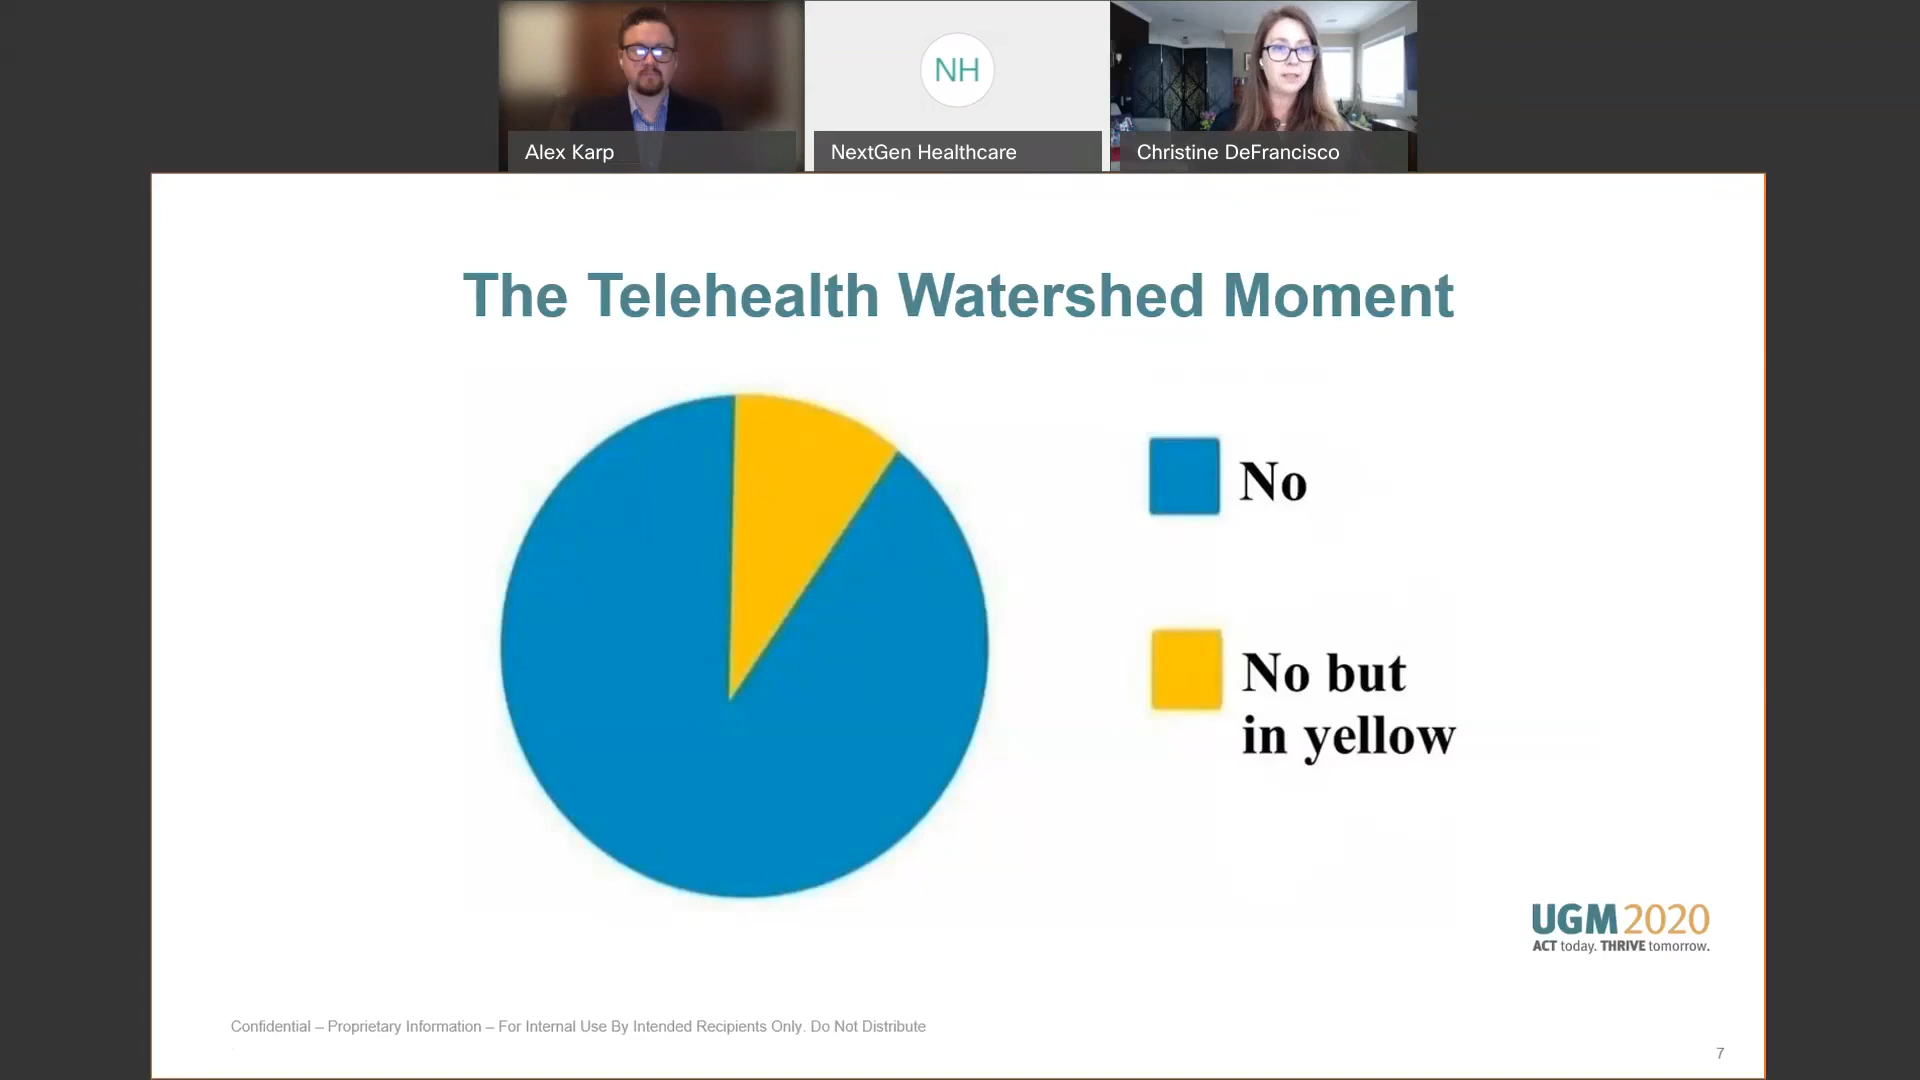 NH
Alex Karp
NextGen Healthcare
Christine DeFrancisco
The Telehealth Watershed Moment
No
No but
in yellow
UGM 2020
ACT today. THRIVE tomorrow.
Confidential – Proprietary Information – For Internal Use By Intended Recipients Only. Do Not Distribute
7